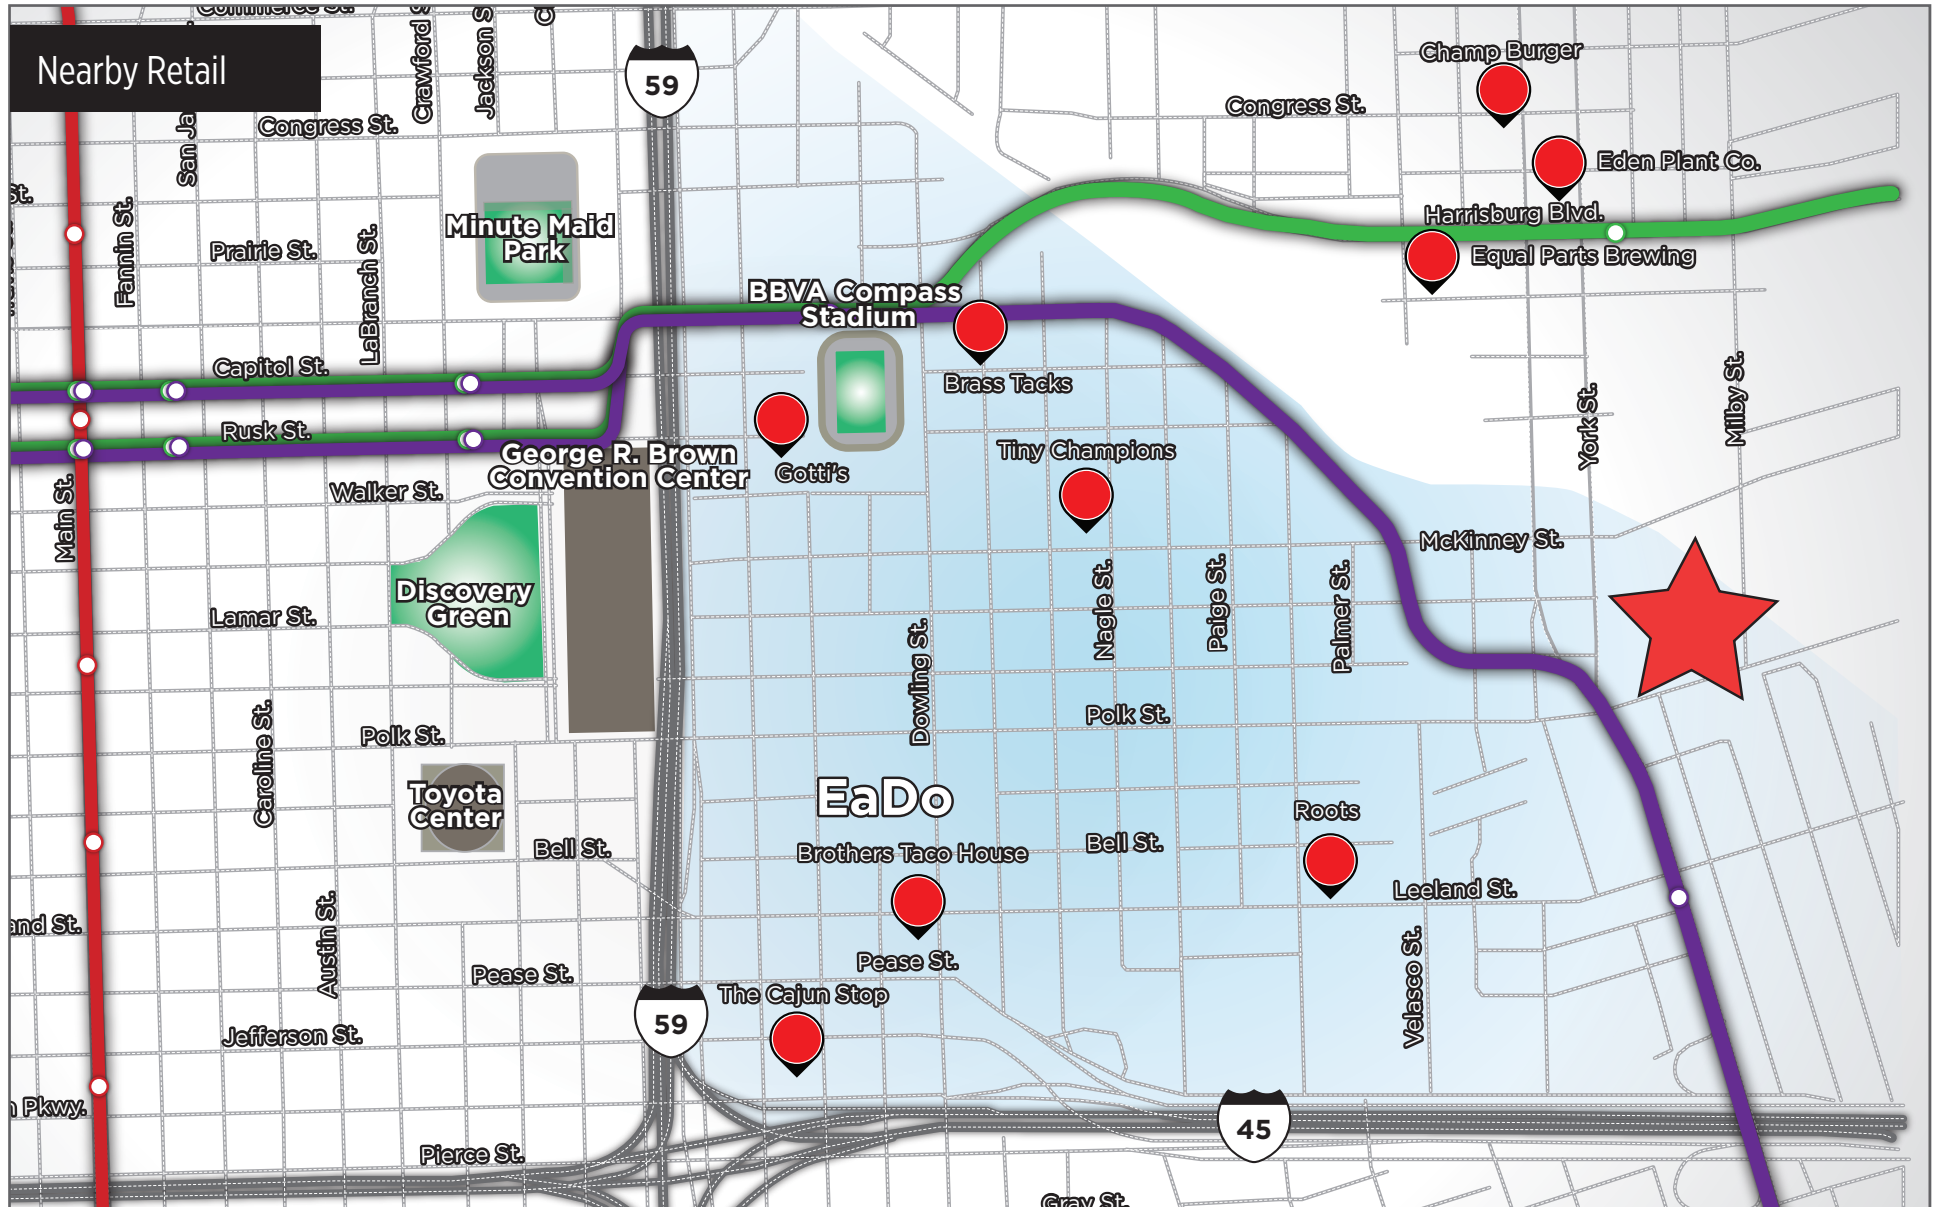 Nearby Retail
Commerce St.
Crawford S
Jackson S
59
Champ Burger
Congress St.
Congress St.
San Ja
Eden Plant Co.
St.
Fannin St.
Minute Maid
Park
Harrisburg Blvd.
Prairie St.
LaBranch St.
Equal Parts Brewing
BBVA Compass
Stadium
Capitol St.
Brass Tacks
York St.
Milby St.
Rusk St.
George R. Brown
Convention Center
Tiny Champions
Gotti's
Walker St.
Main St.
McKinney St.
Discovery
Green
Lamar St.
Nagle St.
Paige St.
Palmer St.
Dowling St.
Polk St.
Polk St.
Caroline St.
Toyota
Center
EaDo
Roots
Bell St.
Bell St.
Brothers Taco House
Leeland St.
and St.
Austin St.
Pease St.
Pease St.
Velasco St.
The Cajun Stop
59
Jefferson St.
Pkwy.
45
Pierce St.
Gray St.